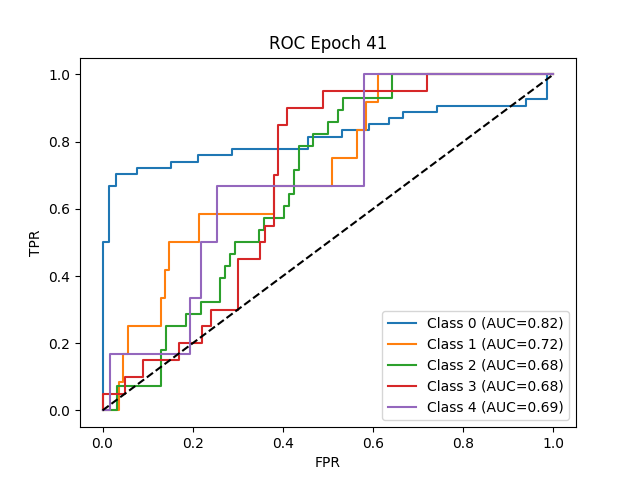 ROC Epoch 41
TPR
1.0
0.8
0.6
0.4
0.2
0.0
Class 0 (AUC=0.82)
Class 1 (AUC=0.72)
Class 2 (AUC=0.68)
Class 3 (AUC=0.68)
Class 4 (AUC=0.69)
0.0 0.2 0.4 0.6 0.8 1.0
FPR